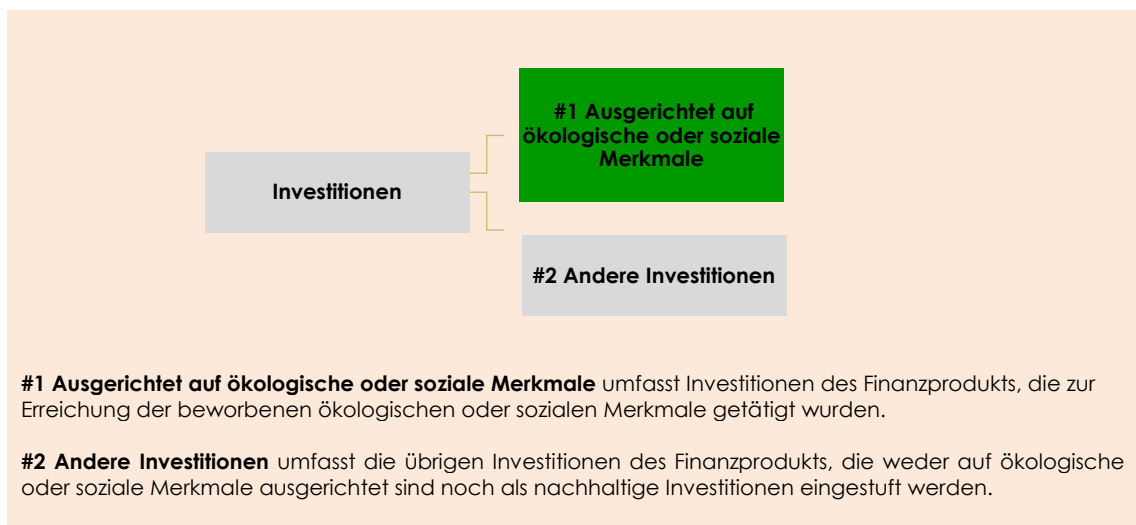 #1 Ausgerichtet auf
ökologische oder soziale
Merkmale
Investitionen
#2 Andere Investitionen
#1 Ausgerichtet auf ökologische oder soziale Merkmale umfasst Investitionen des Finanzprodukts, die zur
Erreichung der beworbenen ökologischen oder sozialen Merkmale getätigt wurden.
#2 Andere Investitionen umfasst die übrigen Investitionen des Finanzprodukts, die weder auf ökologische
oder soziale Merkmale ausgerichtet sind noch als nachhaltige Investitionen eingestuft werden.